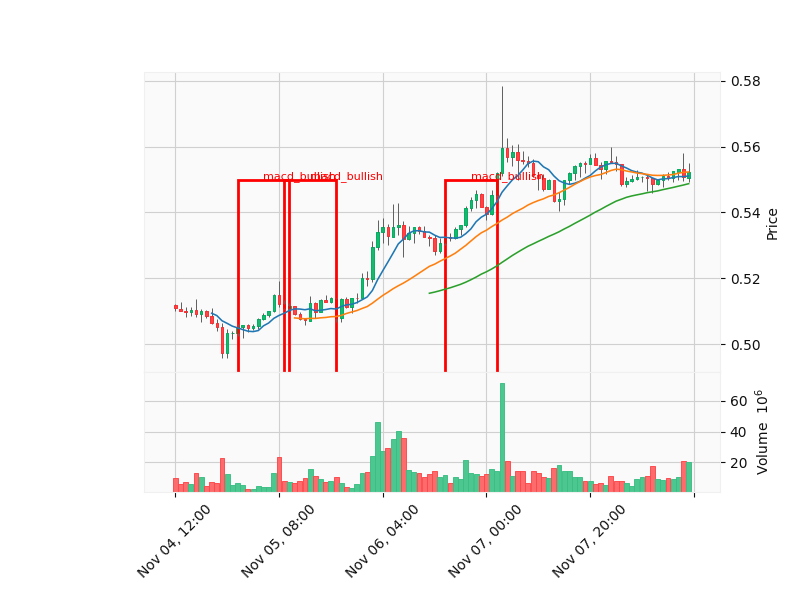 0.58
0.56
macd_bullish macd_bullish macd_bullish
0.54
0.52
0.50
Price
60
40
20
Volume 10⁶
Nov 04, 12:00
Nov 05, 08:00
Nov 06, 04:00
Nov 07, 00:00
Nov 07, 20:00